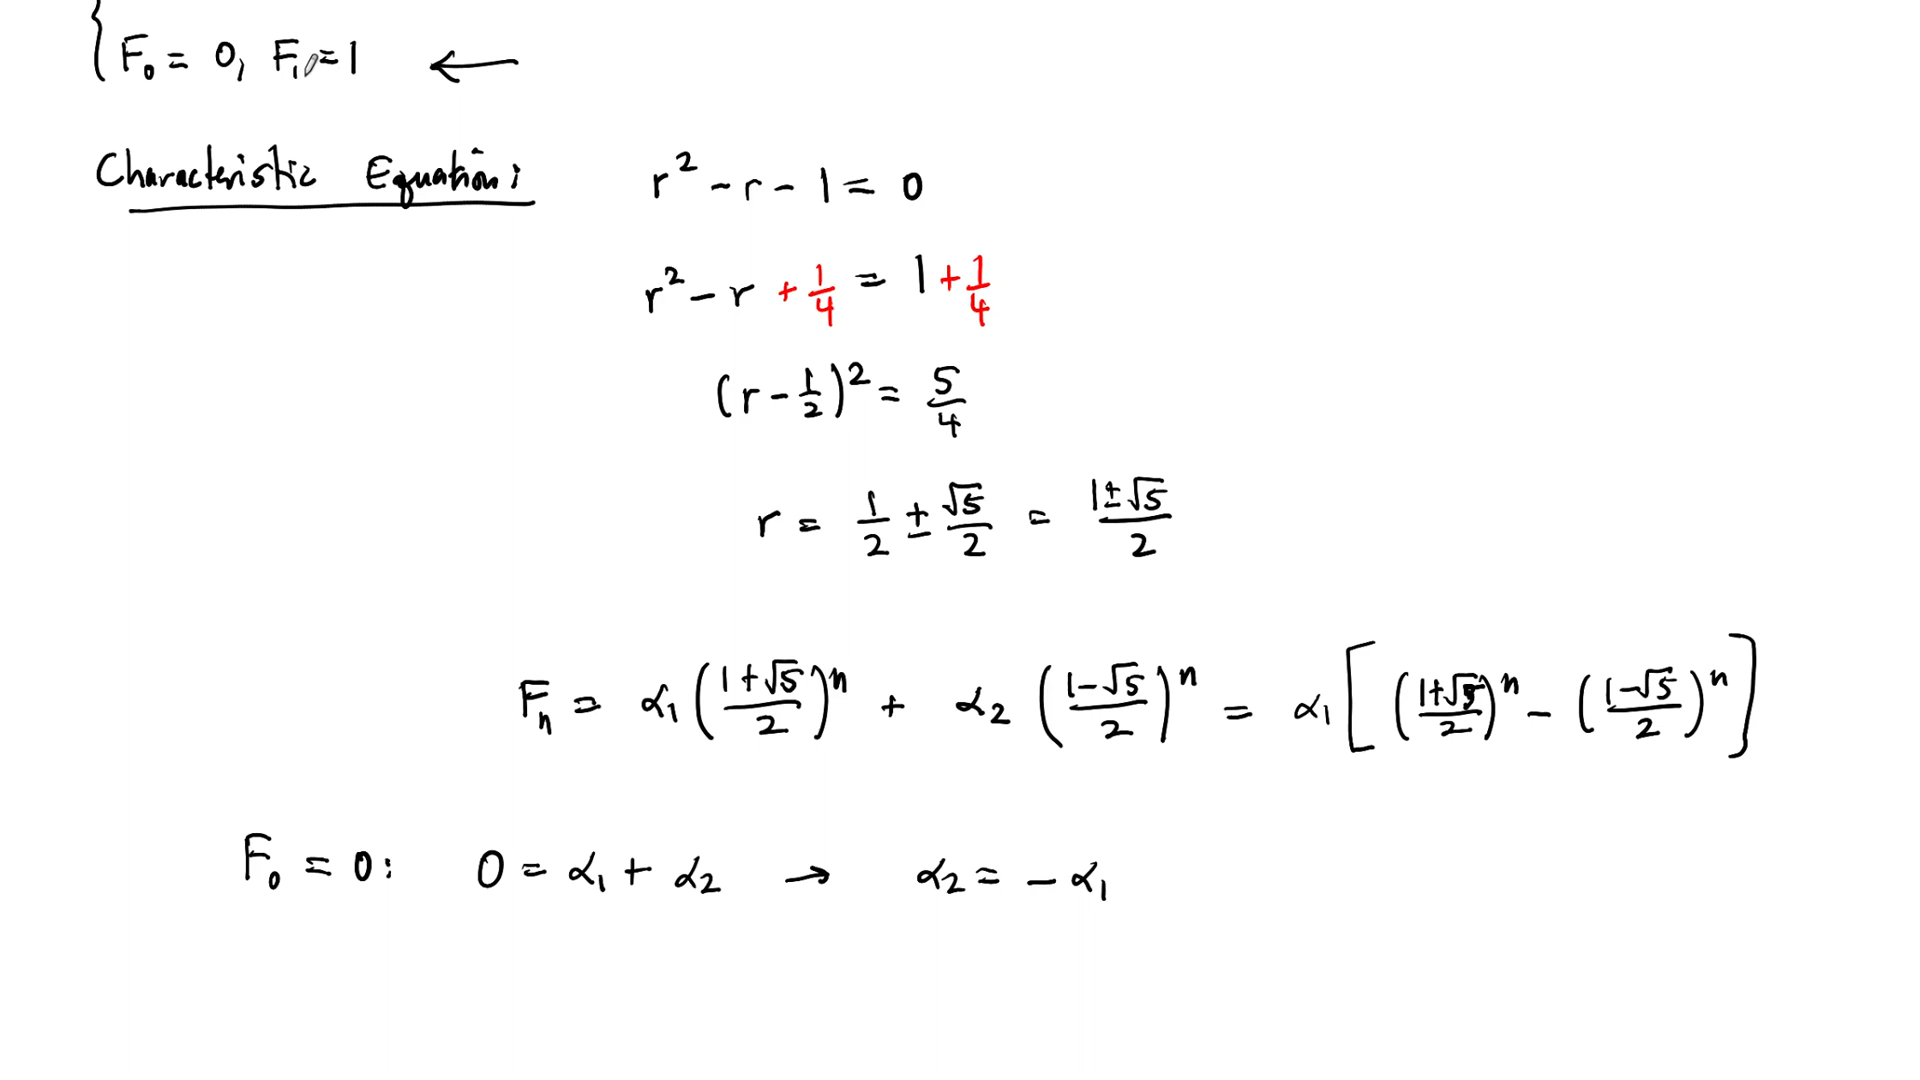 { F₀ = 0, F₁ = 1 ←
Characteristic Equation: r² - r - 1 = 0
r² - r + 1/4 = 1 + 1/4
(r - 1/2)² = 5/4
r = 1/2 ± √5/2 = (1±√5)/2
Fₙ = α₁ ((1+√5)/2)ⁿ + α₂ ((1-√5)/2)ⁿ = α₁ [ ((1+√5)/2)ⁿ - ((1-√5)/2)ⁿ ]
F₀ = 0: 0 = α₁ + α₂ → α₂ = - α₁